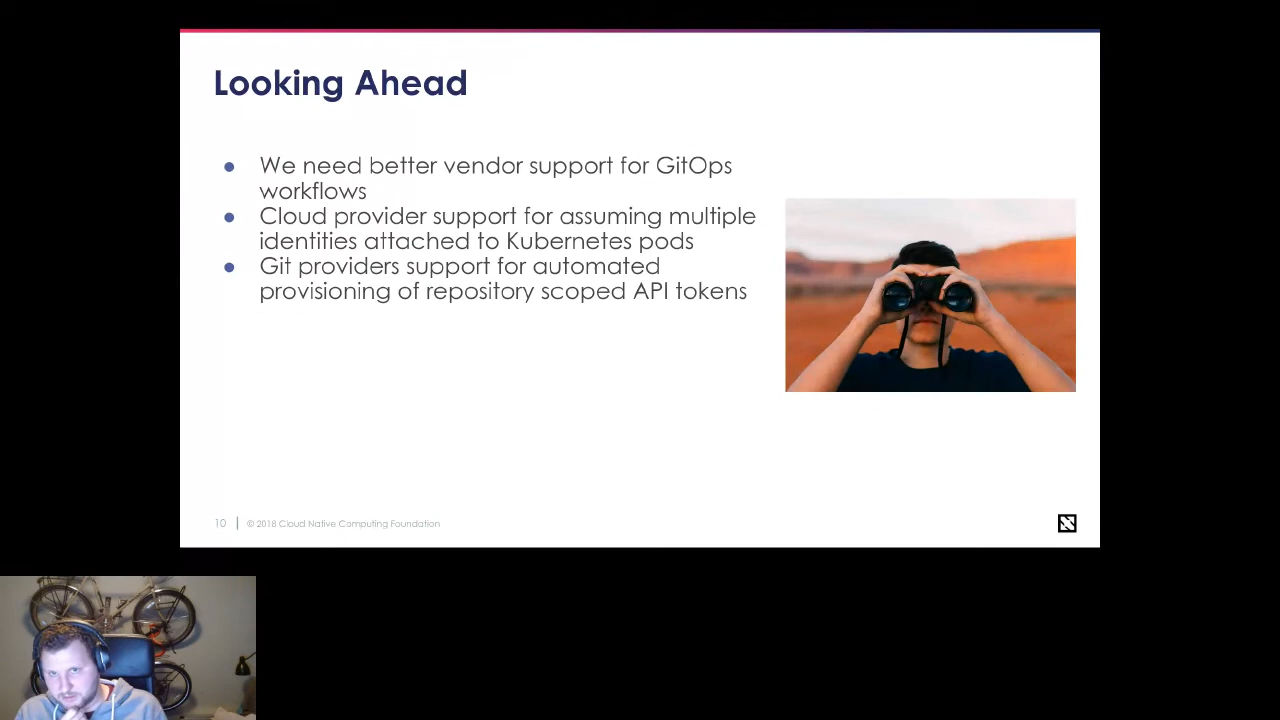 Looking Ahead
● We need better vendor support for GitOps
workflows
● Cloud provider support for assuming multiple
identities attached to Kubernetes pods
● Git providers support for automated
provisioning of repository scoped API tokens
10 | © 2018 Cloud Native Computing Foundation